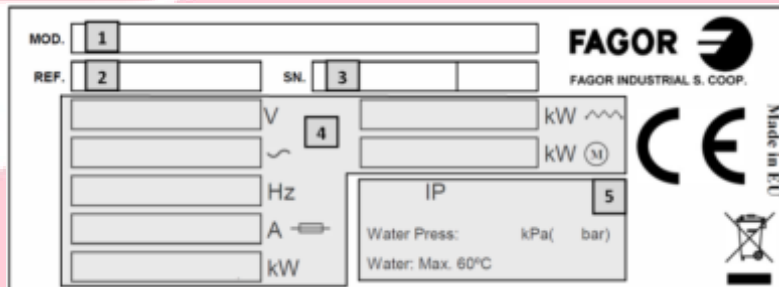 MOD. 1
FAGOR
REF. 2 SN. 3
FAGOR INDUSTRIAL S. COOP.
V 4 kW
kW M
Hz
IP 5
A
Water Press: kPa( bar)
kW
Water: Max. 60ºC
CE
Made in EU